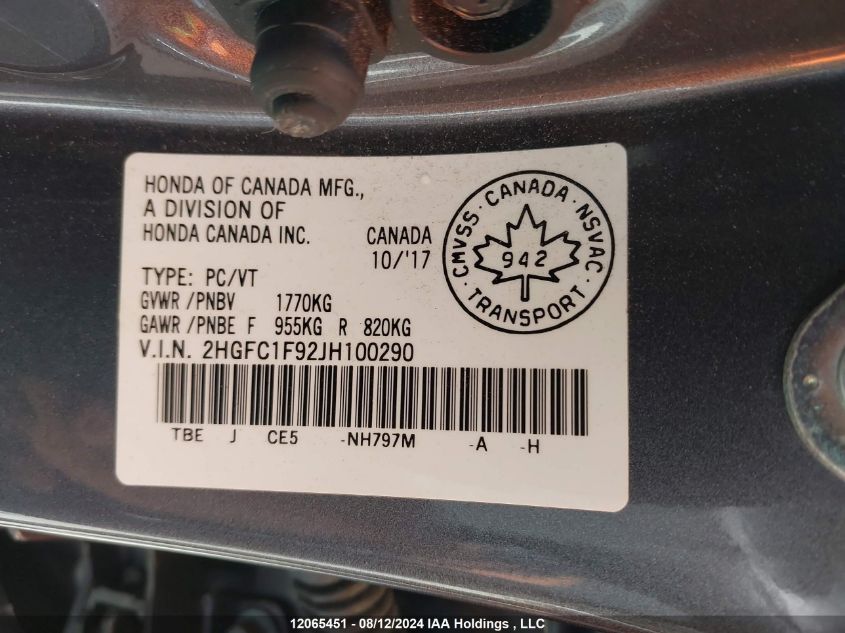 HONDA OF CANADA MFG.,
A DIVISION OF
HONDA CANADA INC. CANADA
10/'17
TYPE: PC/VT
GVWR /PNBV 1770KG
GAWR /PNBE F 955KG R 820KG
V.I.N. 2HGFC1F92JH100290
TBE J CE5 -NH797M -A -H
CMVSS · CANADA · NSVAC
942
· TRANSPORT ·
12065451 - 08/12/2024 IAA Holdings , LLC